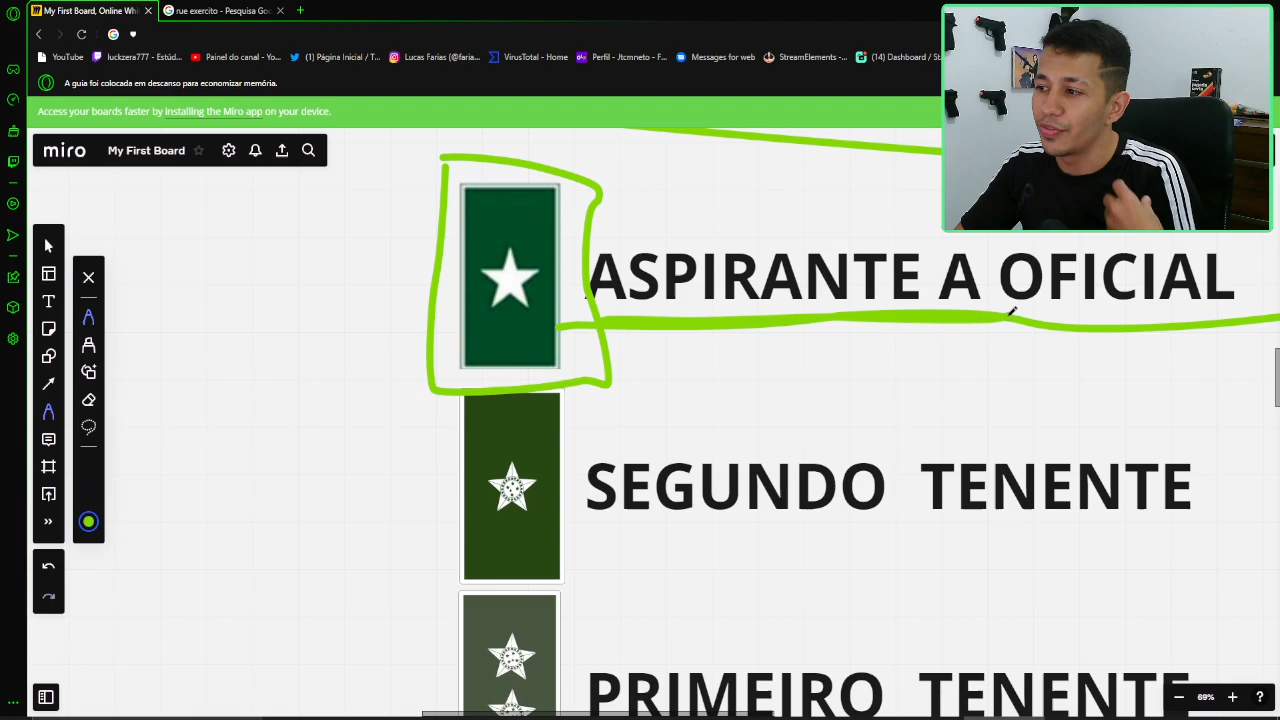 My First Board, Online Wh
rue exercito - Pesquisa Go
YouTube
luckzera777 - Estúd...
Painel do canal - Yo...
(1) Página Inicial / T...
Lucas Farias (@faria...
VirusTotal - Home
Perfil - Jtcmneto - F...
Messages for web
StreamElements -...
(14) Dashboard / S
A guia foi colocada em descanso para economizar memória.
Access your boards faster by installing the Miro app on your device.
miro My First Board
ASPIRANTE A OFICIAL
SEGUNDO TENENTE
PRIMEIRO TENENTE
69%